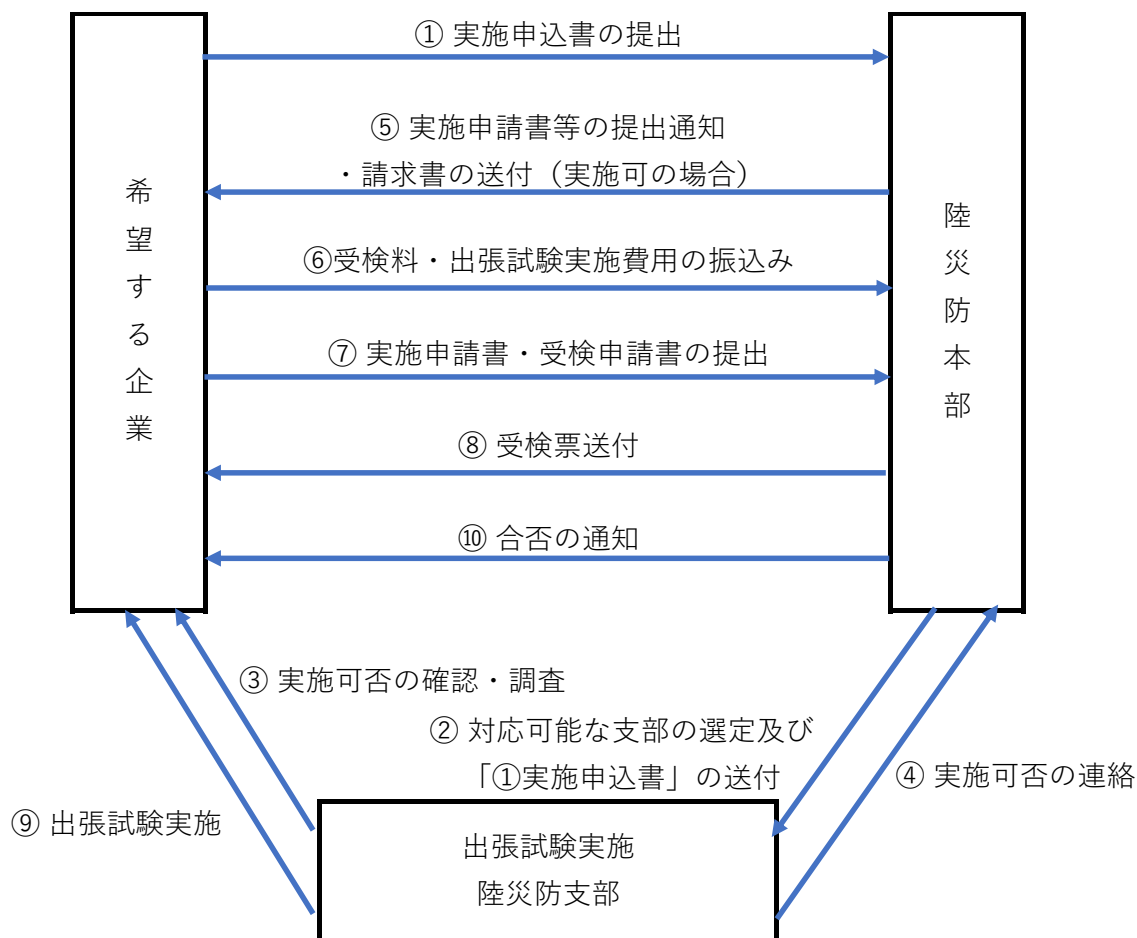 ① 実施申込書の提出
⑤ 実施申請書等の提出通知
・請求書の送付（実施可の場合）
希望する企業
陸災防本部
⑥受検料・出張試験実施費用の振込み
⑦ 実施申請書・受検申請書の提出
⑧ 受検票送付
⑩ 合否の通知
③ 実施可否の確認・調査
② 対応可能な支部の選定及び
「①実施申込書」の送付
④ 実施可否の連絡
⑨ 出張試験実施
出張試験実施
陸災防支部